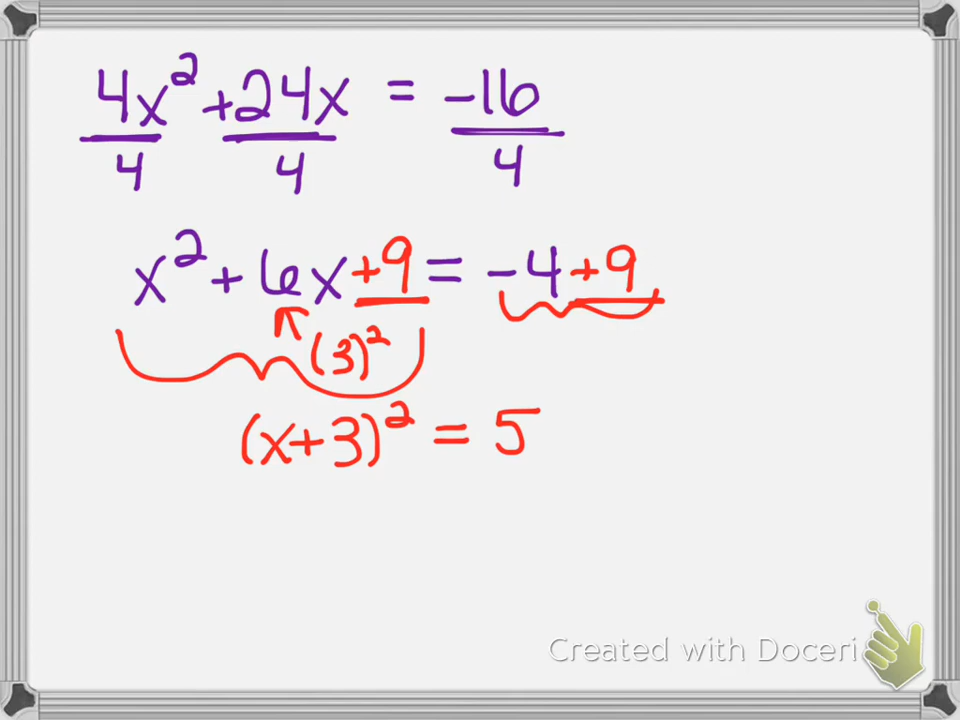 4x² + 24x = -16
4 4 4
x² + 6x + 9 = -4 + 9
(3)²
(x + 3)² = 5
Created with Doceri